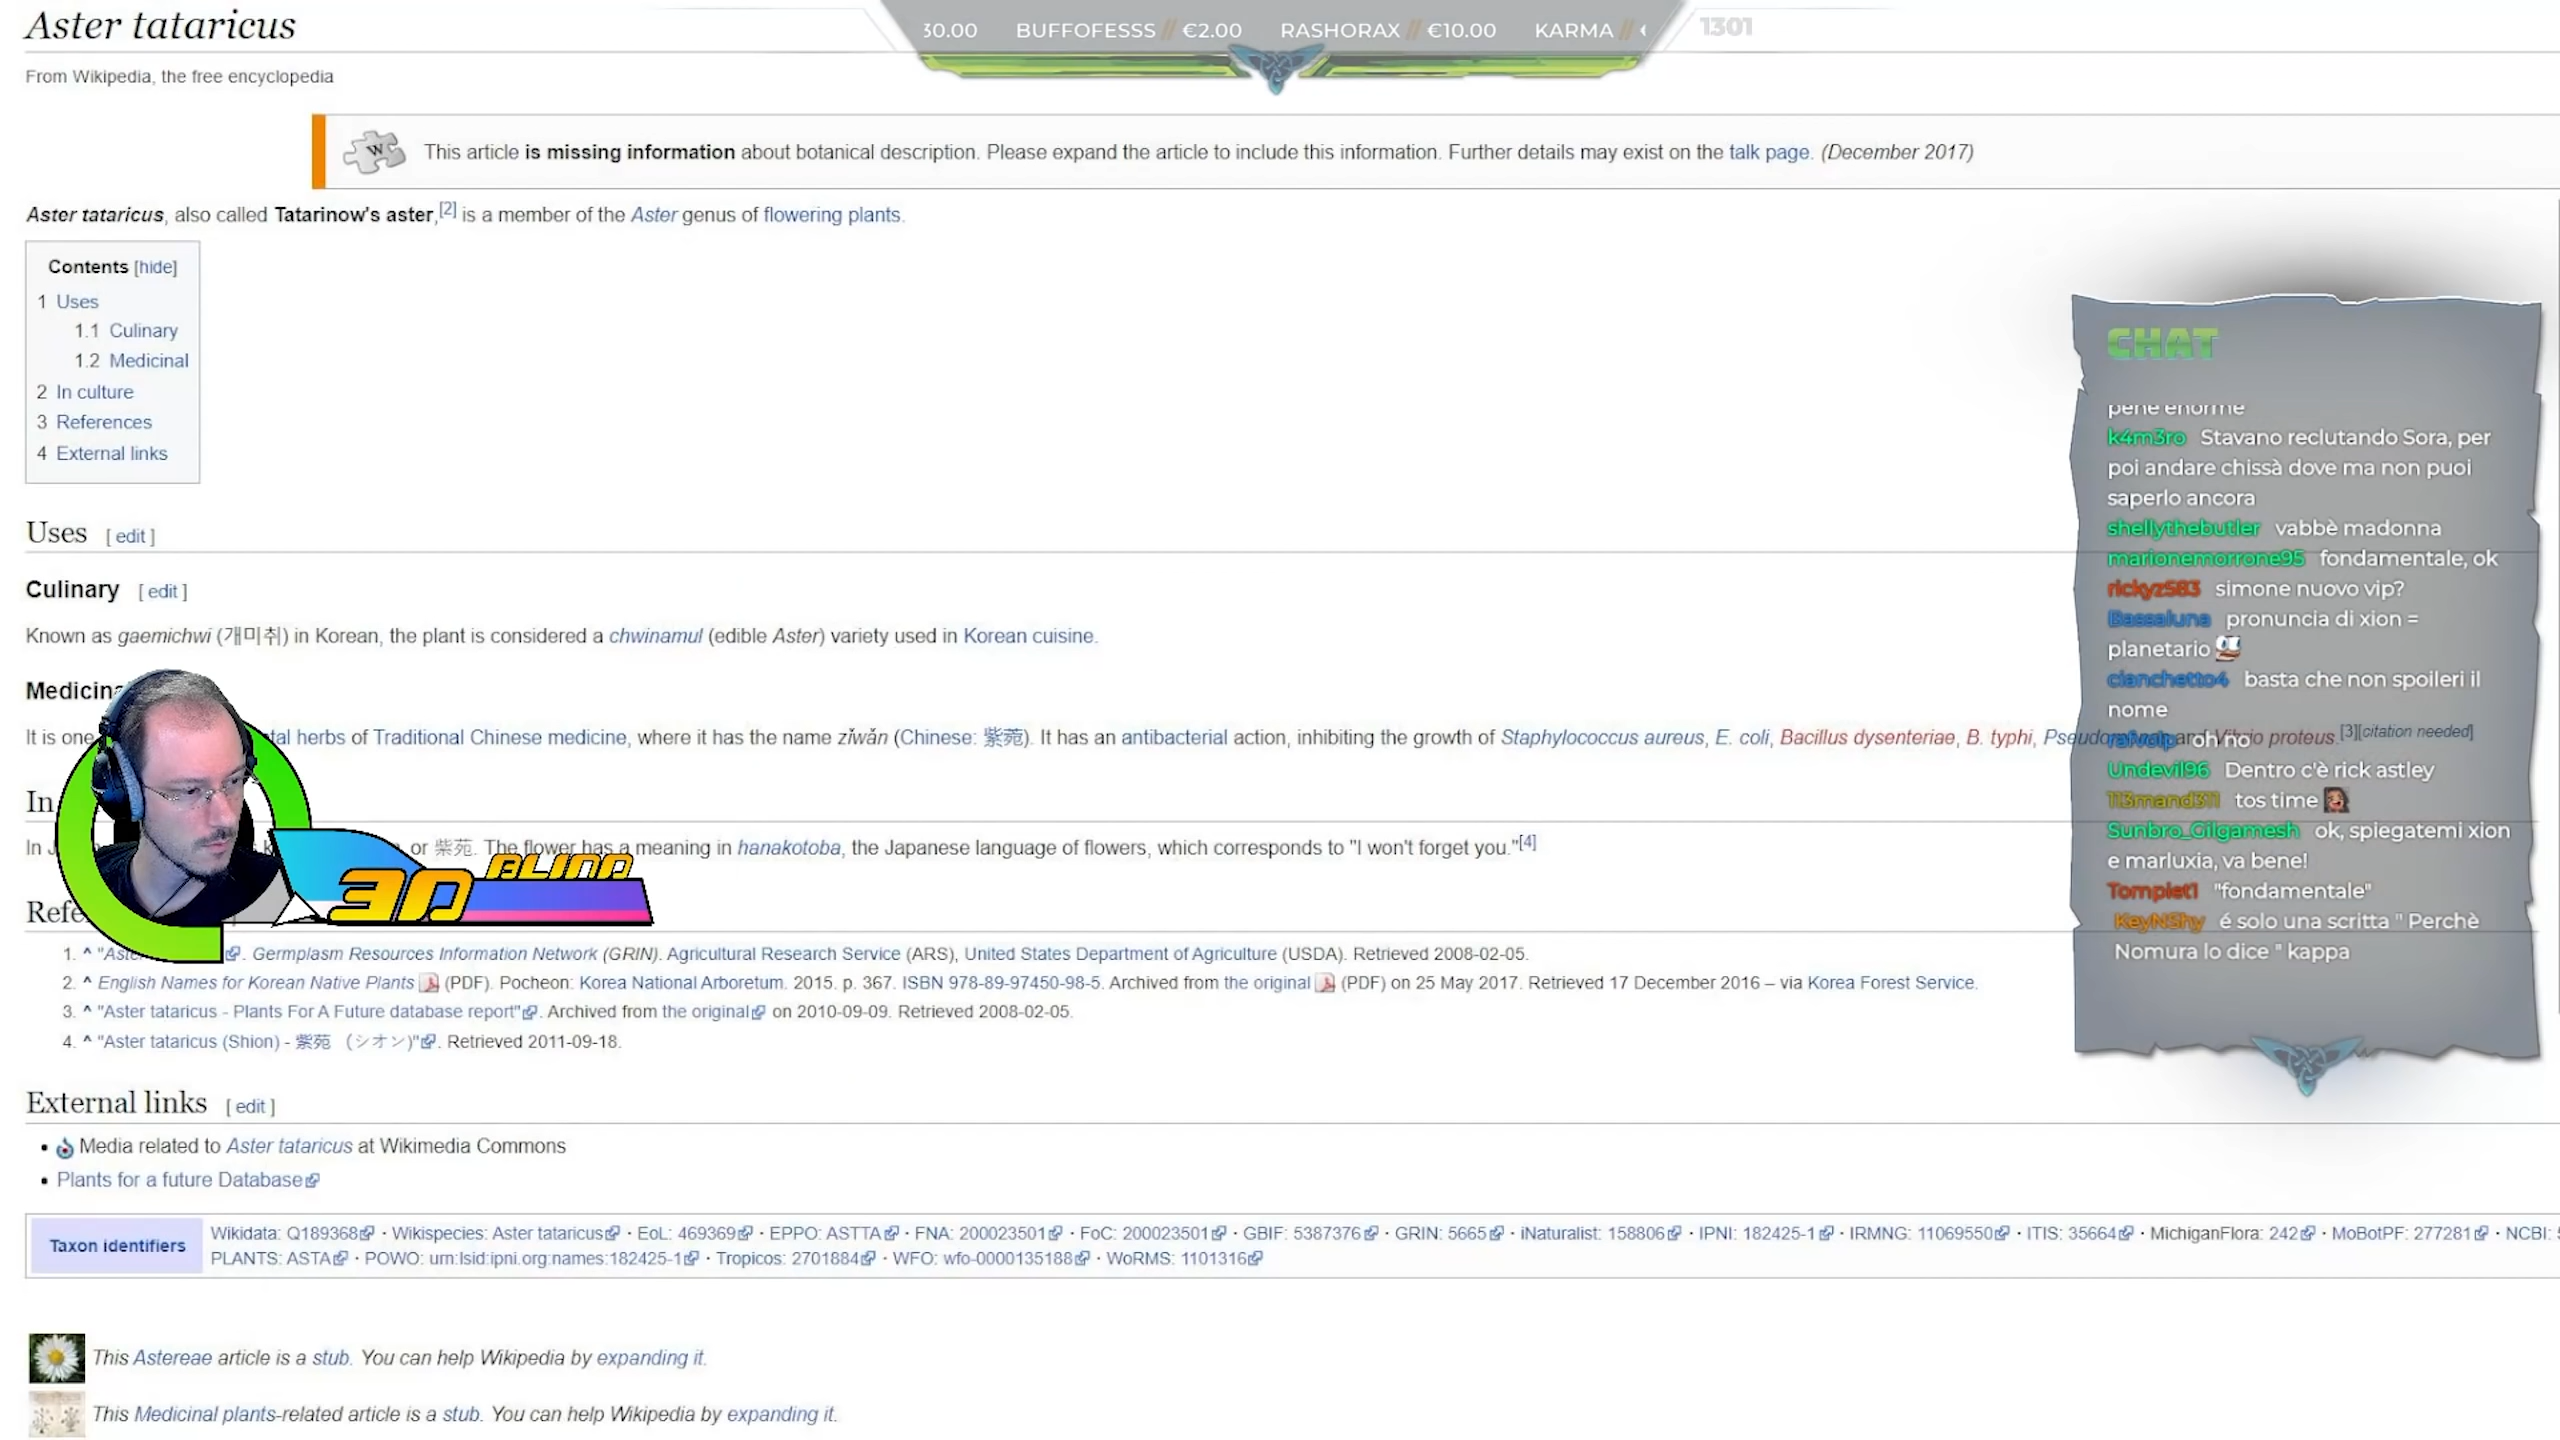 Aster tataricus
30.00 BUFFOFESSS // €2.00 RASHORAX // €10.00 KARMA //
1301
From Wikipedia, the free encyclopedia
This article is missing information about botanical description. Please expand the article to include this information. Further details may exist on the talk page. (December 2017)
Aster tataricus, also called Tatarinow's aster,[2] is a member of the Aster genus of flowering plants.
Contents [hide]
1 Uses
1.1 Culinary
1.2 Medicinal
2 In culture
3 References
4 External links
Uses [ edit ]
Culinary [ edit ]
Known as gaemichwi (개미취) in Korean, the plant is considered a chwinamul (edible Aster) variety used in Korean cuisine.
It is one tal herbs of Traditional Chinese medicine, where it has the name zǐwǎn (Chinese: 紫菀). It has an antibacterial action, inhibiting the growth of Staphylococcus aureus, E. coli, Bacillus dysenteriae, B. typhi, and Vibrio proteus.[3][citation needed]
In
In or 紫苑. The flower has a meaning in hanakotoba, the Japanese language of flowers, which corresponds to "I won't forget you."[4]
3D BLIND
1. ^ "Aste . Germplasm Resources Information Network (GRIN). Agricultural Research Service (ARS), United States Department of Agriculture (USDA). Retrieved 2008-02-05.
2. ^ English Names for Korean Native Plants (PDF). Pocheon: Korea National Arboretum. 2015. p. 367. ISBN 978-89-97450-98-5. Archived from the original (PDF) on 25 May 2017. Retrieved 17 December 2016 – via Korea Forest Service.
3. ^ "Aster tataricus - Plants For A Future database report". Archived from the original on 2010-09-09. Retrieved 2008-02-05.
4. ^ "Aster tataricus (Shion) - 紫苑 (シオン)". Retrieved 2011-09-18.
External links [ edit ]
• Media related to Aster tataricus at Wikimedia Commons
• Plants for a future Database
Taxon identifiers
Wikidata: Q189368 · Wikispecies: Aster tataricus · EoL: 469369 · EPPO: ASTTA · FNA: 200023501 · FoC: 200023501 · GBIF: 5387376 · GRIN: 5665 · iNaturalist: 158806 · IPNI: 182425-1 · IRMNG: 11069550 · ITIS: 35664 · MichiganFlora: 242 · MoBotPF: 277281 · NCBI:
PLANTS: ASTA · POWO: urn:lsid:ipni.org:names:182425-1 · Tropicos: 2701884 · WFO: wfo-0000135188 · WoRMS: 1101316
This Astereae article is a stub. You can help Wikipedia by expanding it.
This Medicinal plants-related article is a stub. You can help Wikipedia by expanding it.
CHAT
pene enorme
k4m3ro Stavano reclutando Sora, per
poi andare chissà dove ma non puoi
saperlo ancora
shellythebutler vabbè madonna
marionemorrone95 fondamentale, ok
rickyz583 simone nuovo vip?
Bassaluna pronuncia di xion =
planetario
cianchetto4 basta che non spoileri il
nome
oh no
Undevil96 Dentro c'è rick astley
113mand311 tos time
Sunbro_Gilgamesh ok, spiegatemi xion
e marluxia, va bene!
Tompiet1 "fondamentale"
KeyNShy é solo una scritta " Perchè
Nomura lo dice " kappa